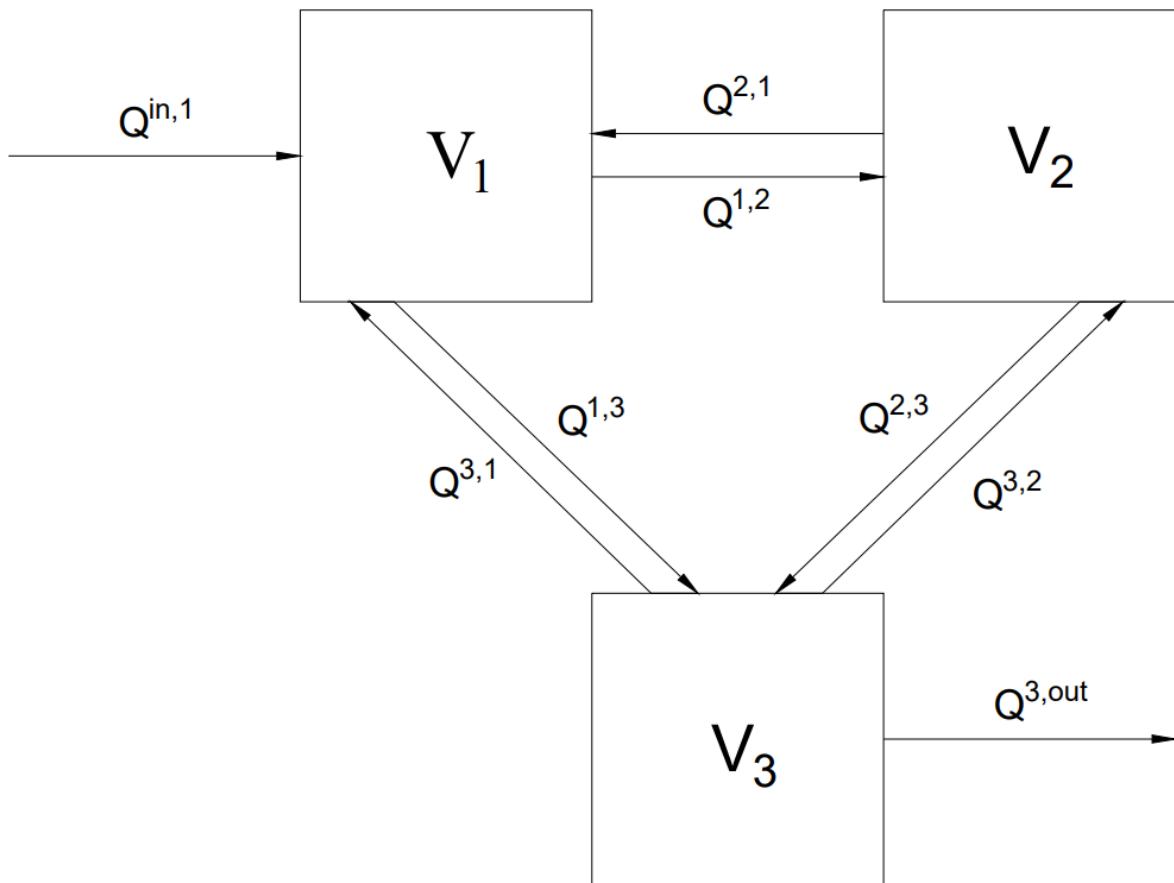 Q^{in,1}
V_1
Q^{2,1}
Q^{1,2}
V_2
Q^{1,3}
Q^{3,1}
Q^{2,3}
Q^{3,2}
V_3
Q^{3,out}